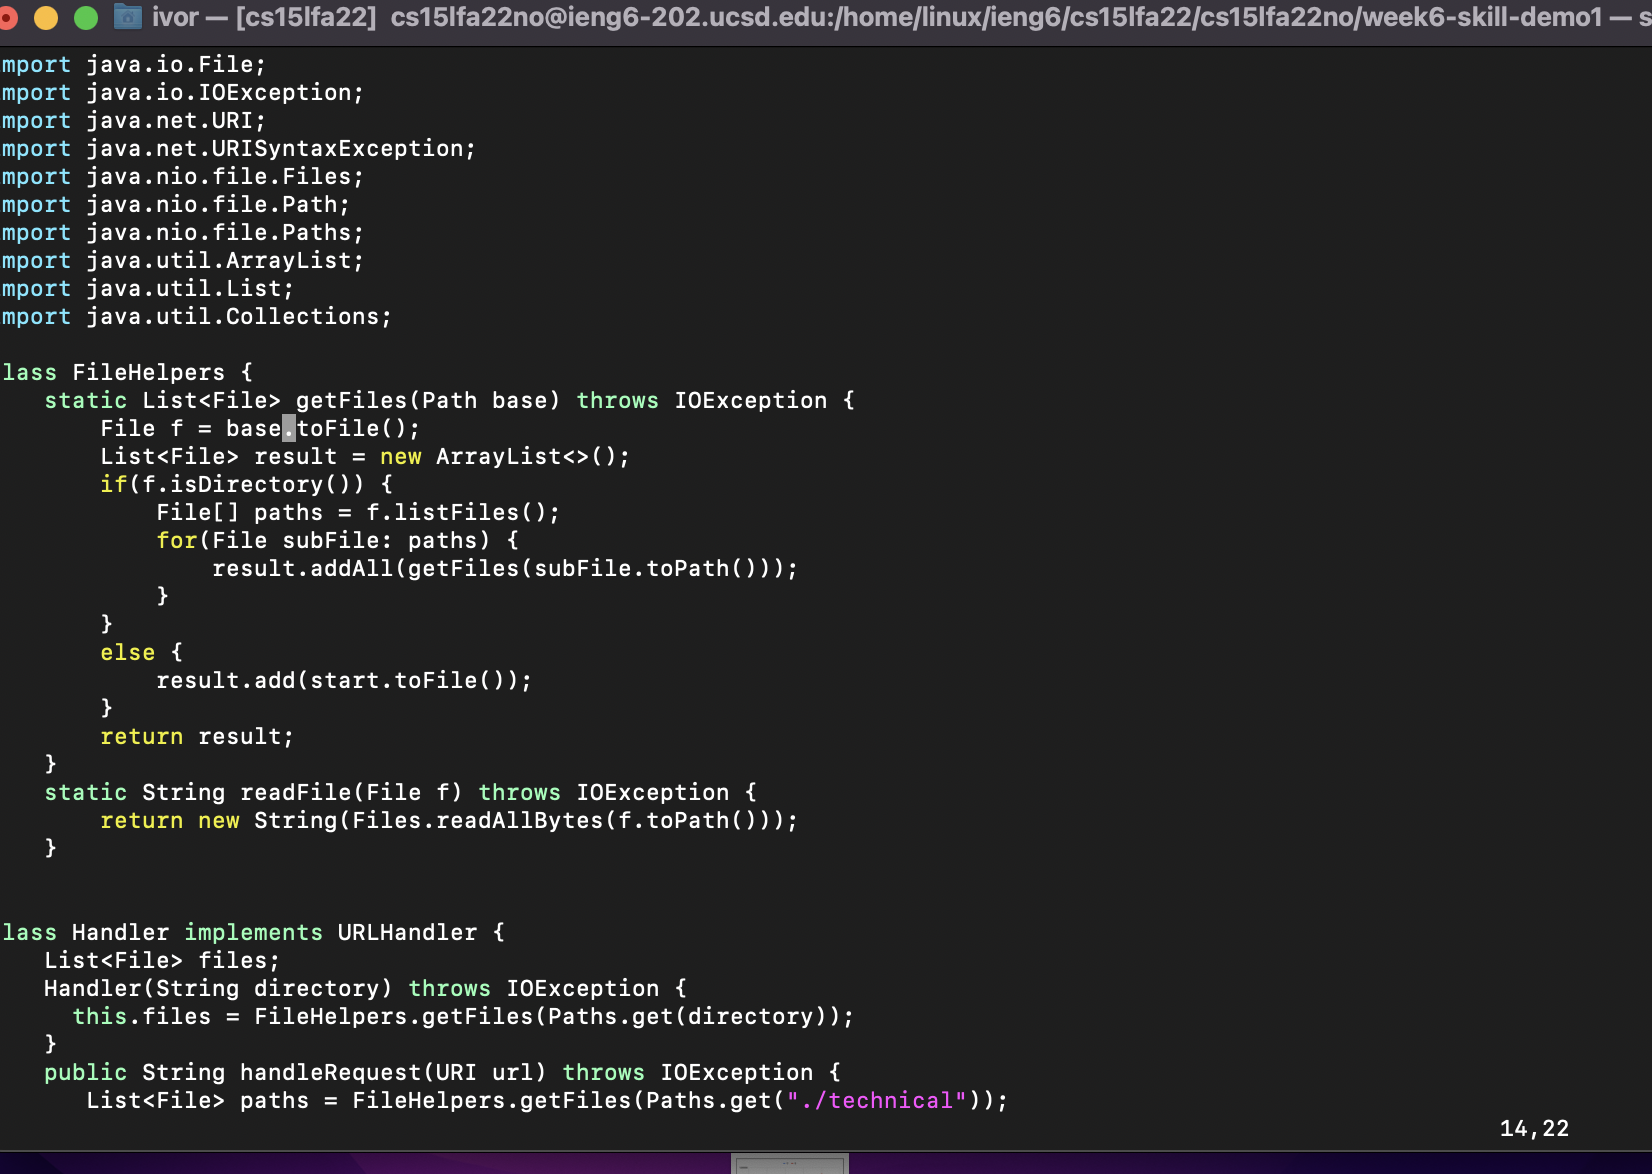 ivor — [cs15lfa22] cs15lfa22no@ieng6-202.ucsd.edu:/home/linux/ieng6/cs15lfa22/cs15lfa22no/week6-skill-demo1 — s
mport java.io.File;
mport java.io.IOException;
mport java.net.URI;
mport java.net.URISyntaxException;
mport java.nio.file.Files;
mport java.nio.file.Path;
mport java.nio.file.Paths;
mport java.util.ArrayList;
mport java.util.List;
mport java.util.Collections;
lass FileHelpers {
static List<File> getFiles(Path base) throws IOException {
File f = base.toFile();
List<File> result = new ArrayList<>();
if(f.isDirectory()) {
File[] paths = f.listFiles();
for(File subFile: paths) {
result.addAll(getFiles(subFile.toPath()));
}
}
else {
result.add(start.toFile());
}
return result;
}
static String readFile(File f) throws IOException {
return new String(Files.readAllBytes(f.toPath()));
}
lass Handler implements URLHandler {
List<File> files;
Handler(String directory) throws IOException {
this.files = FileHelpers.getFiles(Paths.get(directory));
}
public String handleRequest(URI url) throws IOException {
List<File> paths = FileHelpers.getFiles(Paths.get("./technical"));
14,22